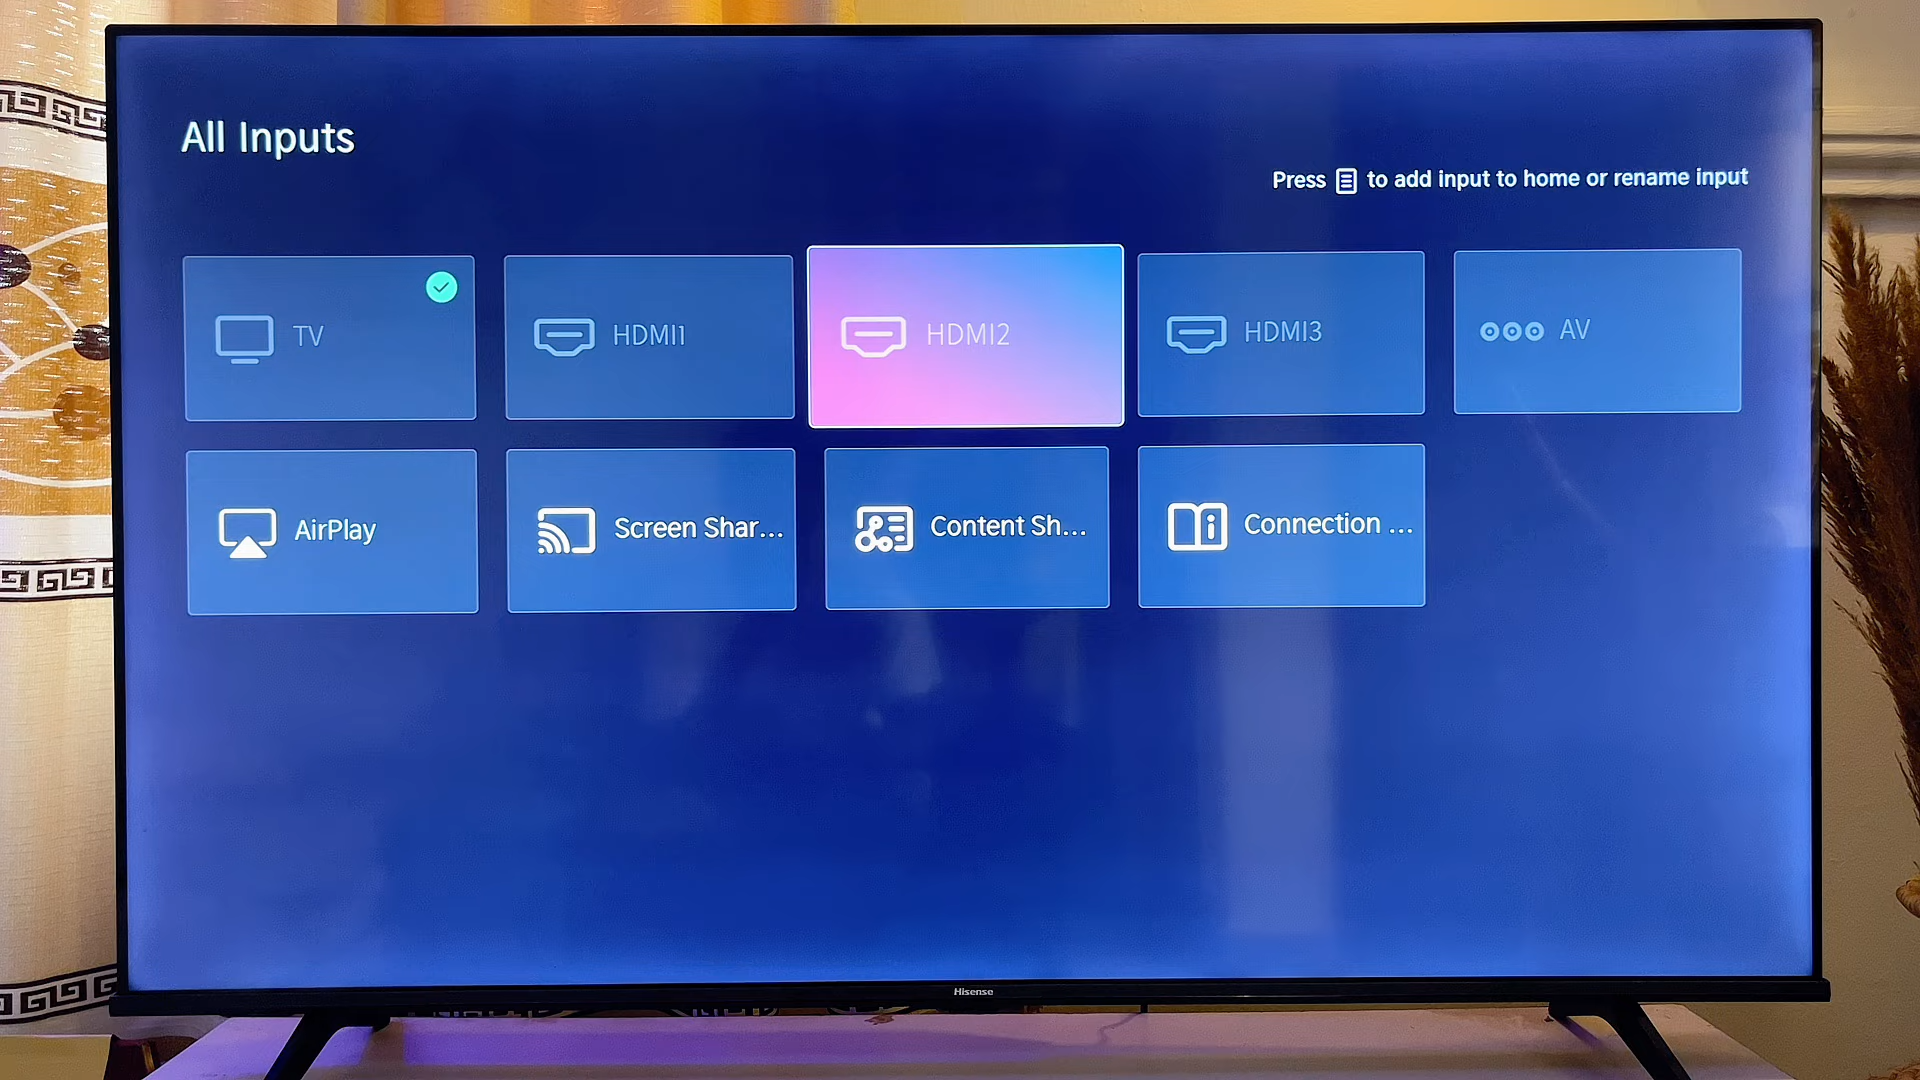 All Inputs
Press to add input to home or rename input
TV
HDMI1
HDMI2
HDMI3
AV
AirPlay
Screen Shar...
Content Sh...
Connection ...
Hisense